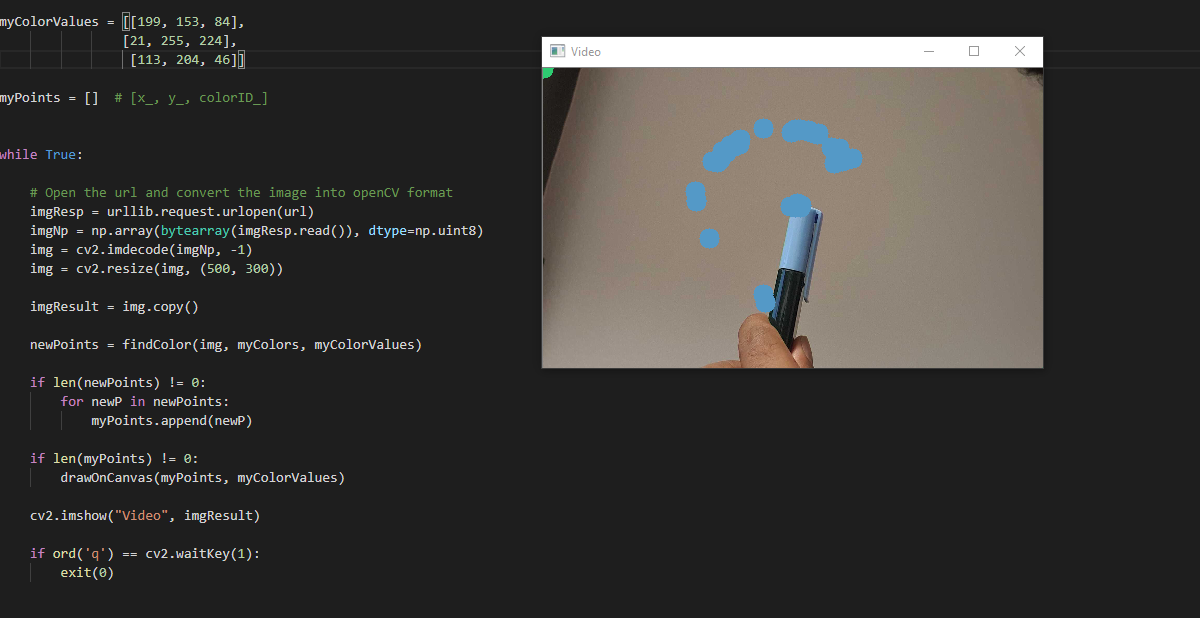 myColorValues = [[199, 153, 84],
[21, 255, 224],
[113, 204, 46]]
myPoints = []  # [x_, y_, colorID_]
while True:
# Open the url and convert the image into openCV format
imgResp = urllib.request.urlopen(url)
imgNp = np.array(bytearray(imgResp.read()), dtype=np.uint8)
img = cv2.imdecode(imgNp, -1)
img = cv2.resize(img, (500, 300))
imgResult = img.copy()
newPoints = findColor(img, myColors, myColorValues)
if len(newPoints) != 0:
for newP in newPoints:
myPoints.append(newP)
if len(myPoints) != 0:
drawOnCanvas(myPoints, myColorValues)
cv2.imshow("Video", imgResult)
if ord('q') == cv2.waitKey(1):
exit(0)
Video